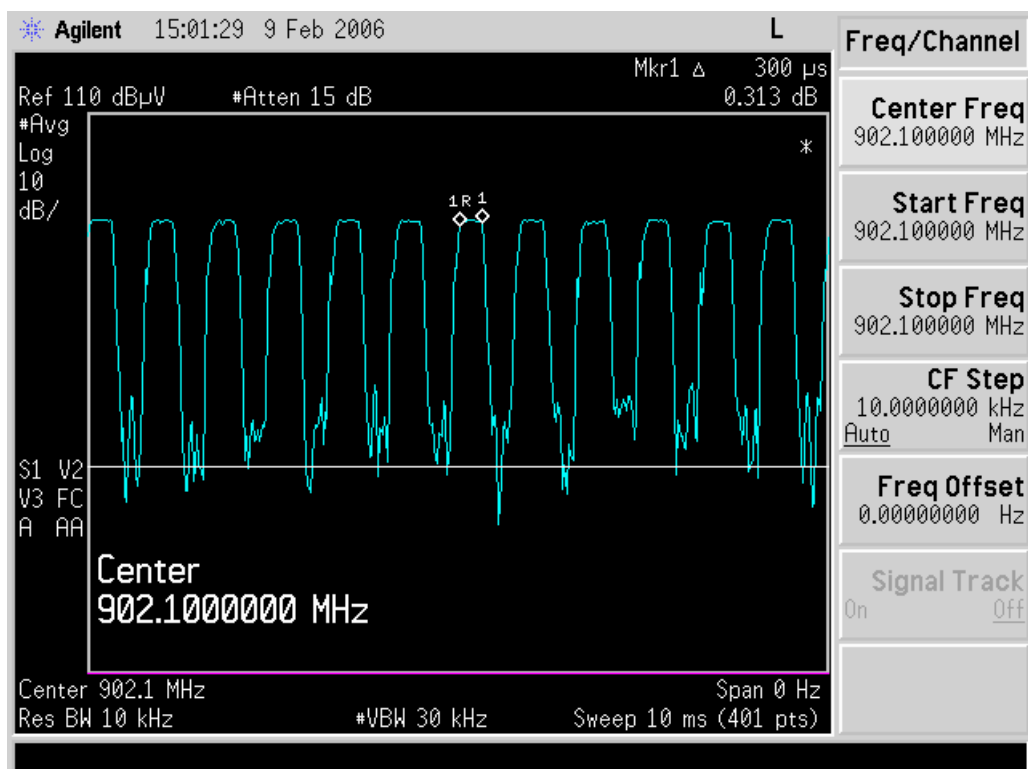 Agilent 15:01:29 9 Feb 2006 L
Mkr1 Δ 300 µs
Ref 110 dBµV #Atten 15 dB 0.313 dB
#Avg
Log
10
dB/
*
1R 1
S1 V2
V3 FC
A AA
Center
902.1000000 MHz
Center 902.1 MHz Span 0 Hz
Res BW 10 kHz #VBW 30 kHz Sweep 10 ms (401 pts)
Freq/Channel
Center Freq
902.100000 MHz
Start Freq
902.100000 MHz
Stop Freq
902.100000 MHz
CF Step
10.0000000 kHz
Auto Man
Freq Offset
0.00000000 Hz
Signal Track
On Off